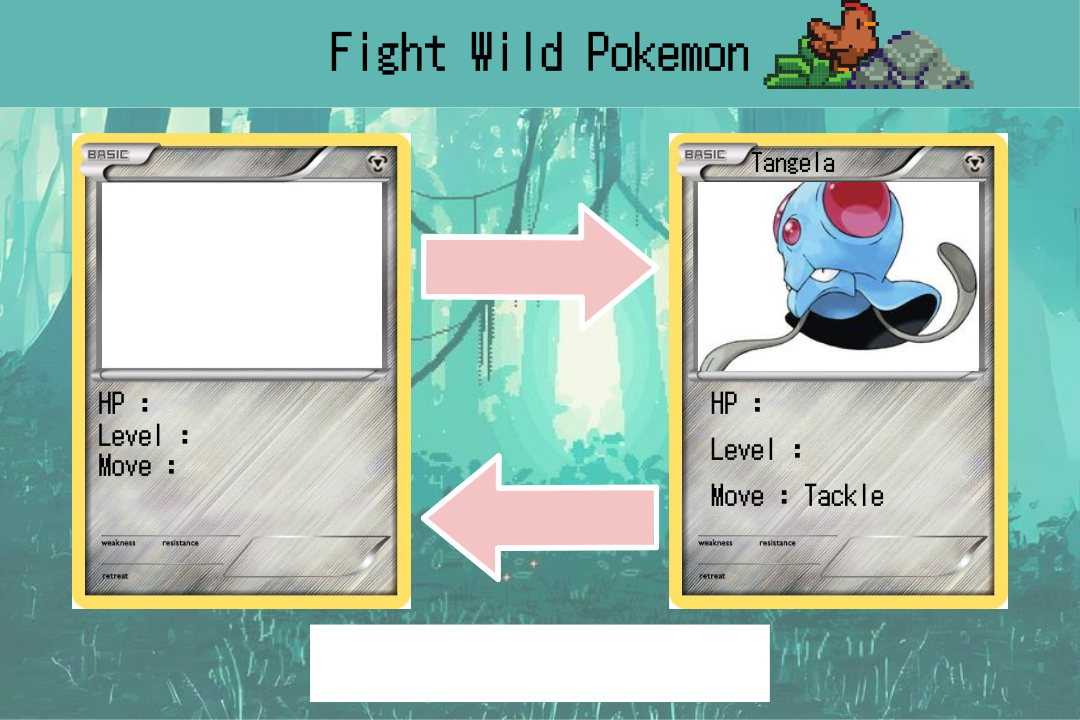 Fight Wild Pokemon
BASIC
HP :
Level :
Move :
weakness resistance
retreat
BASIC Tangela
HP :
Level :
Move : Tackle
weakness resistance
retreat